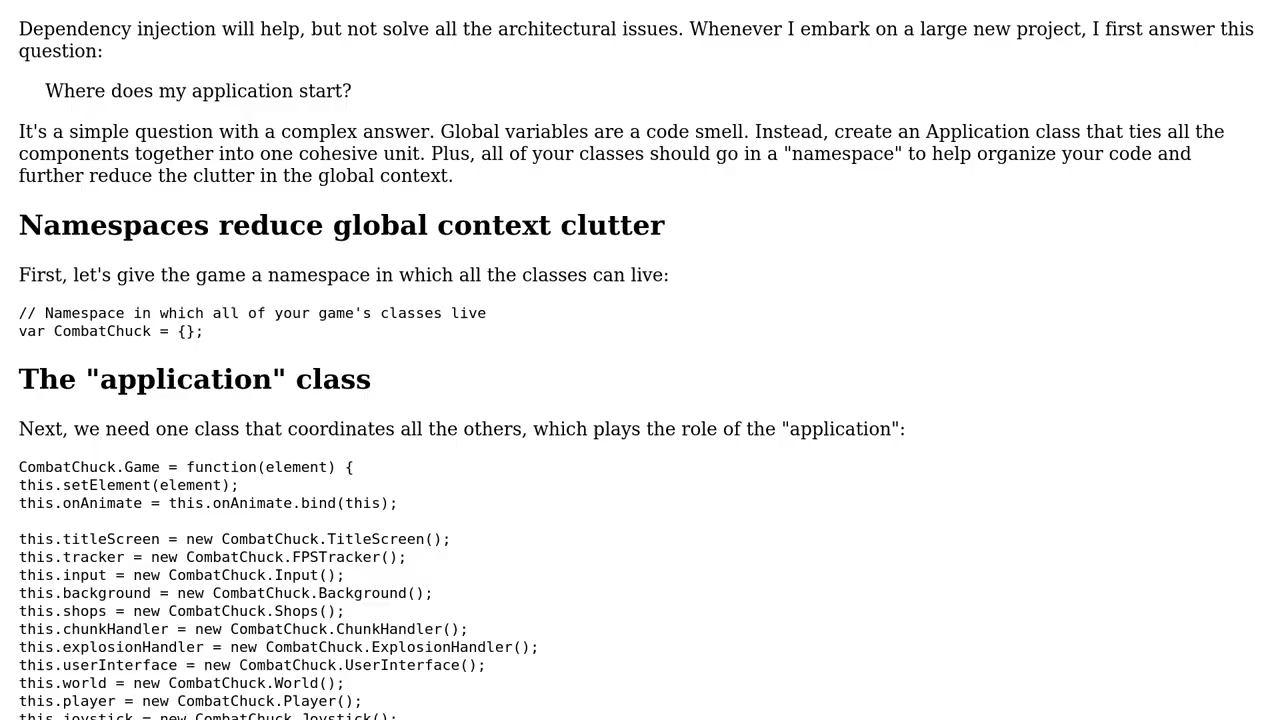 Dependency injection will help, but not solve all the architectural issues. Whenever I embark on a large new project, I first answer this
question:
Where does my application start?
It's a simple question with a complex answer. Global variables are a code smell. Instead, create an Application class that ties all the
components together into one cohesive unit. Plus, all of your classes should go in a "namespace" to help organize your code and
further reduce the clutter in the global context.
Namespaces reduce global context clutter
First, let's give the game a namespace in which all the classes can live:
// Namespace in which all of your game's classes live
var CombatChuck = {};
The "application" class
Next, we need one class that coordinates all the others, which plays the role of the "application":
CombatChuck.Game = function(element) {
this.setElement(element);
this.onAnimate = this.onAnimate.bind(this);
this.titleScreen = new CombatChuck.TitleScreen();
this.tracker = new CombatChuck.FPSTracker();
this.input = new CombatChuck.Input();
this.background = new CombatChuck.Background();
this.shops = new CombatChuck.Shops();
this.chunkHandler = new CombatChuck.ChunkHandler();
this.explosionHandler = new CombatChuck.ExplosionHandler();
this.userInterface = new CombatChuck.UserInterface();
this.world = new CombatChuck.World();
this.player = new CombatChuck.Player();
this.joystick = new CombatChuck.Joystick();